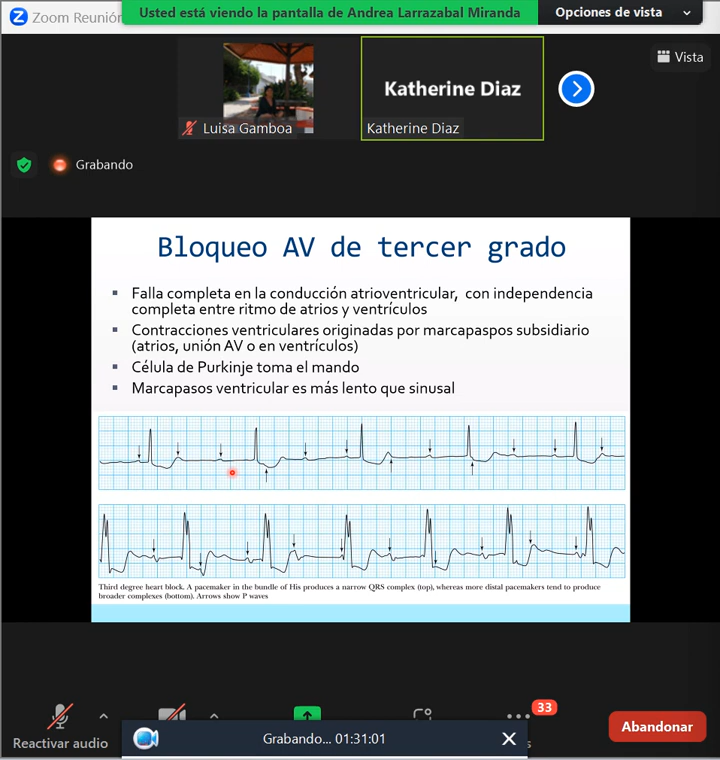 Zoom Reunión
Usted está viendo la pantalla de Andrea Larrazabal Miranda
Opciones de vista
Katherine Diaz
Vista
Luisa Gamboa
Katherine Diaz
Grabando
Bloqueo AV de tercer grado
Falla completa en la conducción atrioventricular, con independencia
completa entre ritmo de atrios y ventrículos
Contracciones ventriculares originadas por marcapaspos subsidiario
(atrios, unión AV o en ventrículos)
Célula de Purkinje toma el mando
Marcapasos ventricular es más lento que sinusal
Third degree heart block. A pacemaker in the bundle of His produces a narrow QRS complex (top), whereas more distal pacemakers tend to produce
broader complexes (bottom). Arrows show P waves
33
Reactivar audio
Grabando... 01:31:01
Abandonar